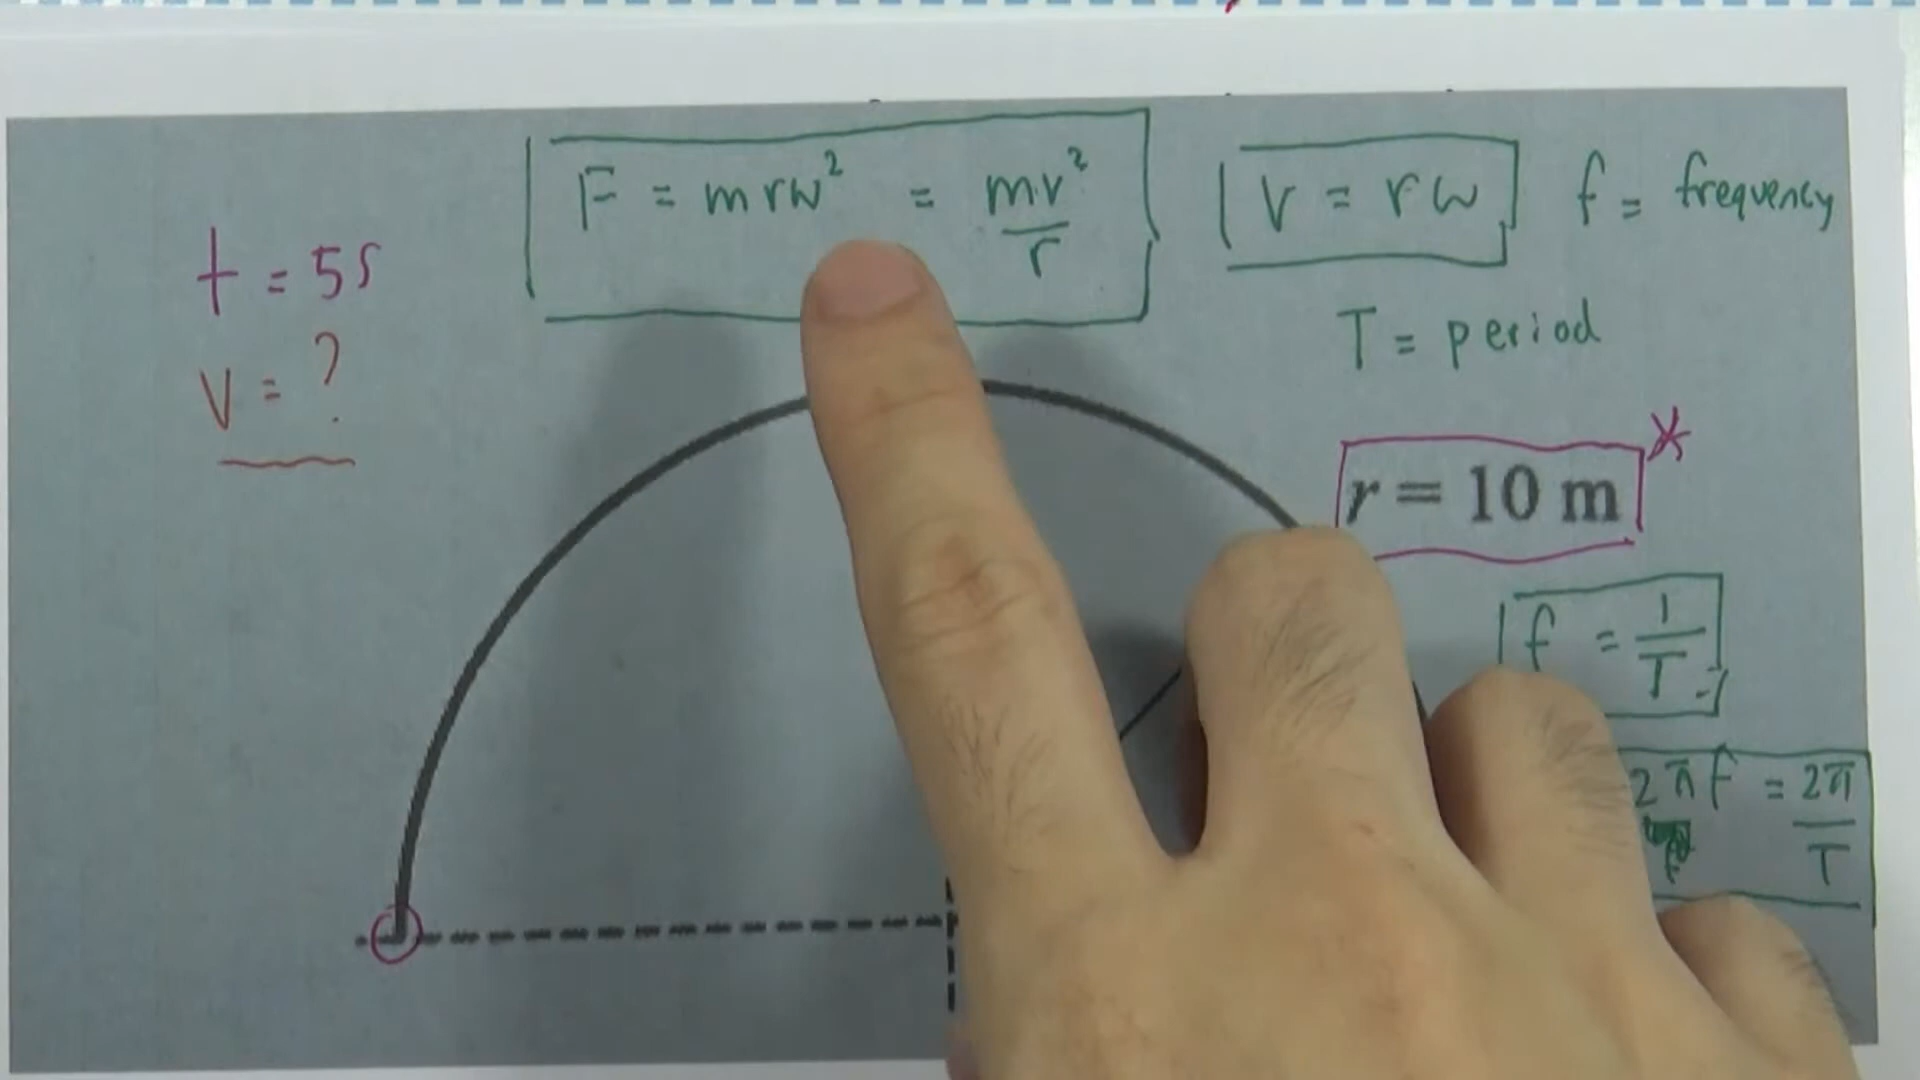 F = mrw² = mv²/r
V = rw
f = frequency
t = 5s
T = period
V = ?
r = 10 m
f = 1/T
2πf = 2π/T